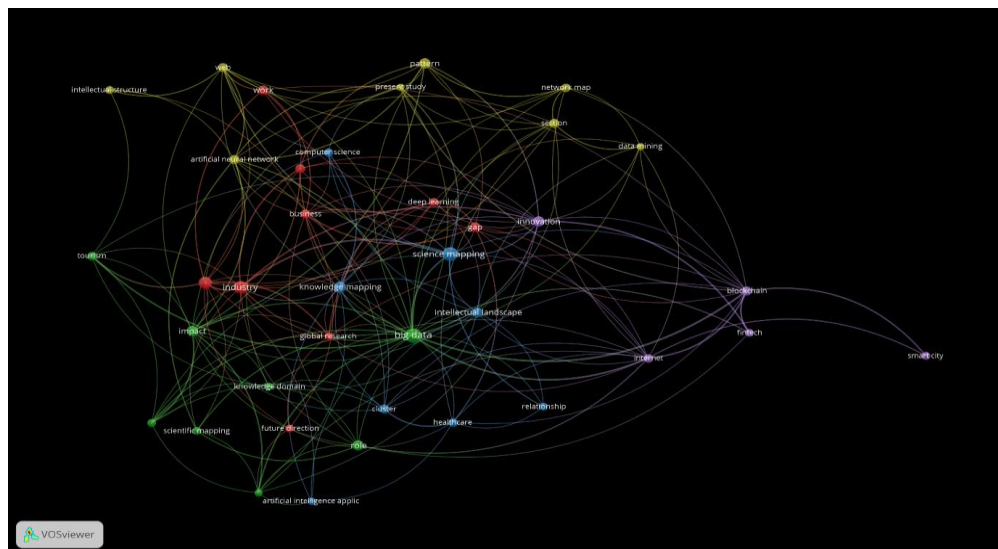 web
pattern
intellectual structure
work
present study
network map
section
data mining
computer science
artificial neural network
deep learning
business
innovation
gap
tourism
science mapping
industry
knowledge mapping
blockchain
intellectual landscape
impact
fintech
global research
big data
smart city
internet
knowledge domain
cluster
relationship
healthcare
scientific mapping
future direction
role
artificial intelligence applic
VOSviewer